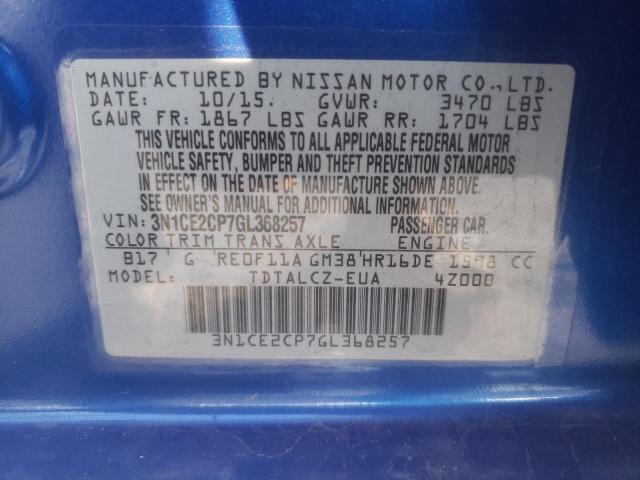 MANUFACTURED BY NISSAN MOTOR CO., LTD.
DATE: 10/15. GVWR: 3470 LBS
GAWR FR: 1867 LBS GAWR RR: 1704 LBS
THIS VEHICLE CONFORMS TO ALL APPLICABLE FEDERAL MOTOR
VEHICLE SAFETY, BUMPER AND THEFT PREVENTION STANDARDS
IN EFFECT ON THE DATE OF MANUFACTURE SHOWN ABOVE.
SEE OWNER'S MANUAL FOR ADDITIONAL INFORMATION.
VIN: 3N1CE2CP7GL368257 PASSENGER CAR.
COLOR TRIM TRANS AXLE ENGINE
B17 G RE0F11A GM38 HR16DE 1598 CC
MODEL: TDTALCZ-EUA 4Z000
3N1CE2CP7GL368257